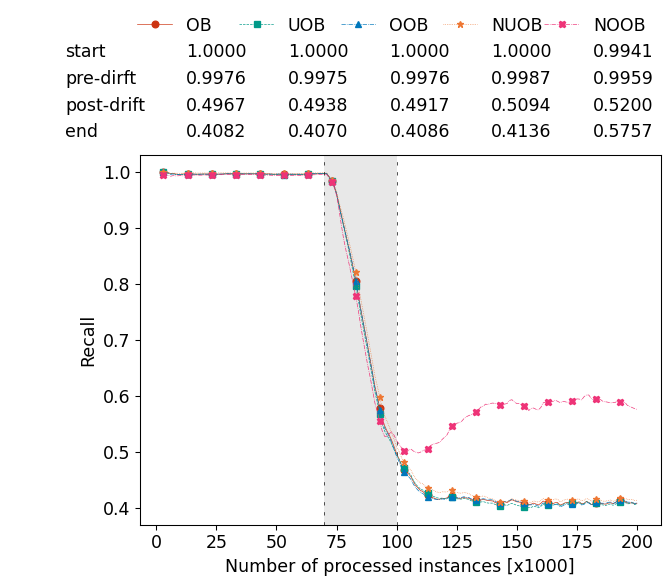 OB UOB OOB NUOB NOOB
start 1.0000 1.0000 1.0000 1.0000 0.9941
pre-dirft 0.9976 0.9975 0.9976 0.9987 0.9959
post-drift 0.4967 0.4938 0.4917 0.5094 0.5200
end 0.4082 0.4070 0.4086 0.4136 0.5757
1.0
0.9
0.8
0.7
0.6
0.5
0.4
Recall
0 25 50 75 100 125 150 175 200
Number of processed instances [x1000]